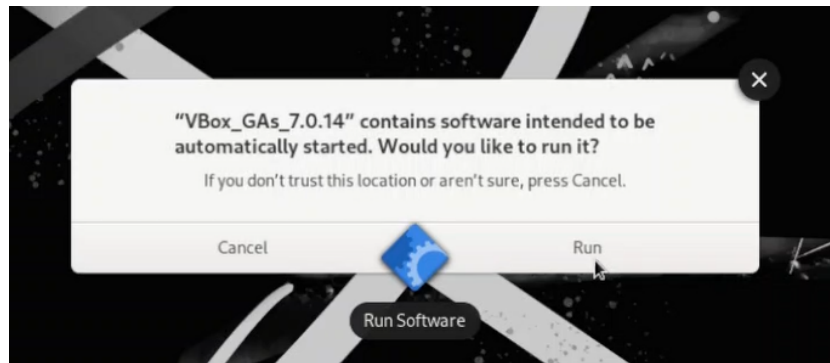 “VBox_GAs_7.0.14” contains software intended to be
automatically started. Would you like to run it?
If you don’t trust this location or aren’t sure, press Cancel.
Cancel
Run
Run Software